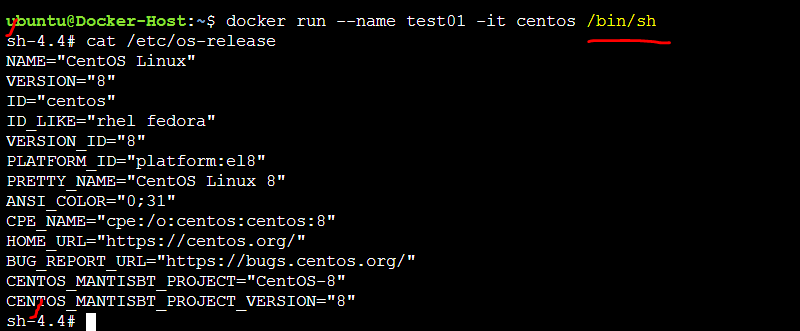 ubuntu@Docker-Host:~$ docker run --name test01 -it centos /bin/sh
sh-4.4# cat /etc/os-release
NAME="CentOS Linux"
VERSION="8"
ID="centos"
ID_LIKE="rhel fedora"
VERSION_ID="8"
PLATFORM_ID="platform:el8"
PRETTY_NAME="CentOS Linux 8"
ANSI_COLOR="0;31"
CPE_NAME="cpe:/o:centos:centos:8"
HOME_URL="https://centos.org/"
BUG_REPORT_URL="https://bugs.centos.org/"
CENTOS_MANTISBT_PROJECT="CentOS-8"
CENTOS_MANTISBT_PROJECT_VERSION="8"
sh-4.4#